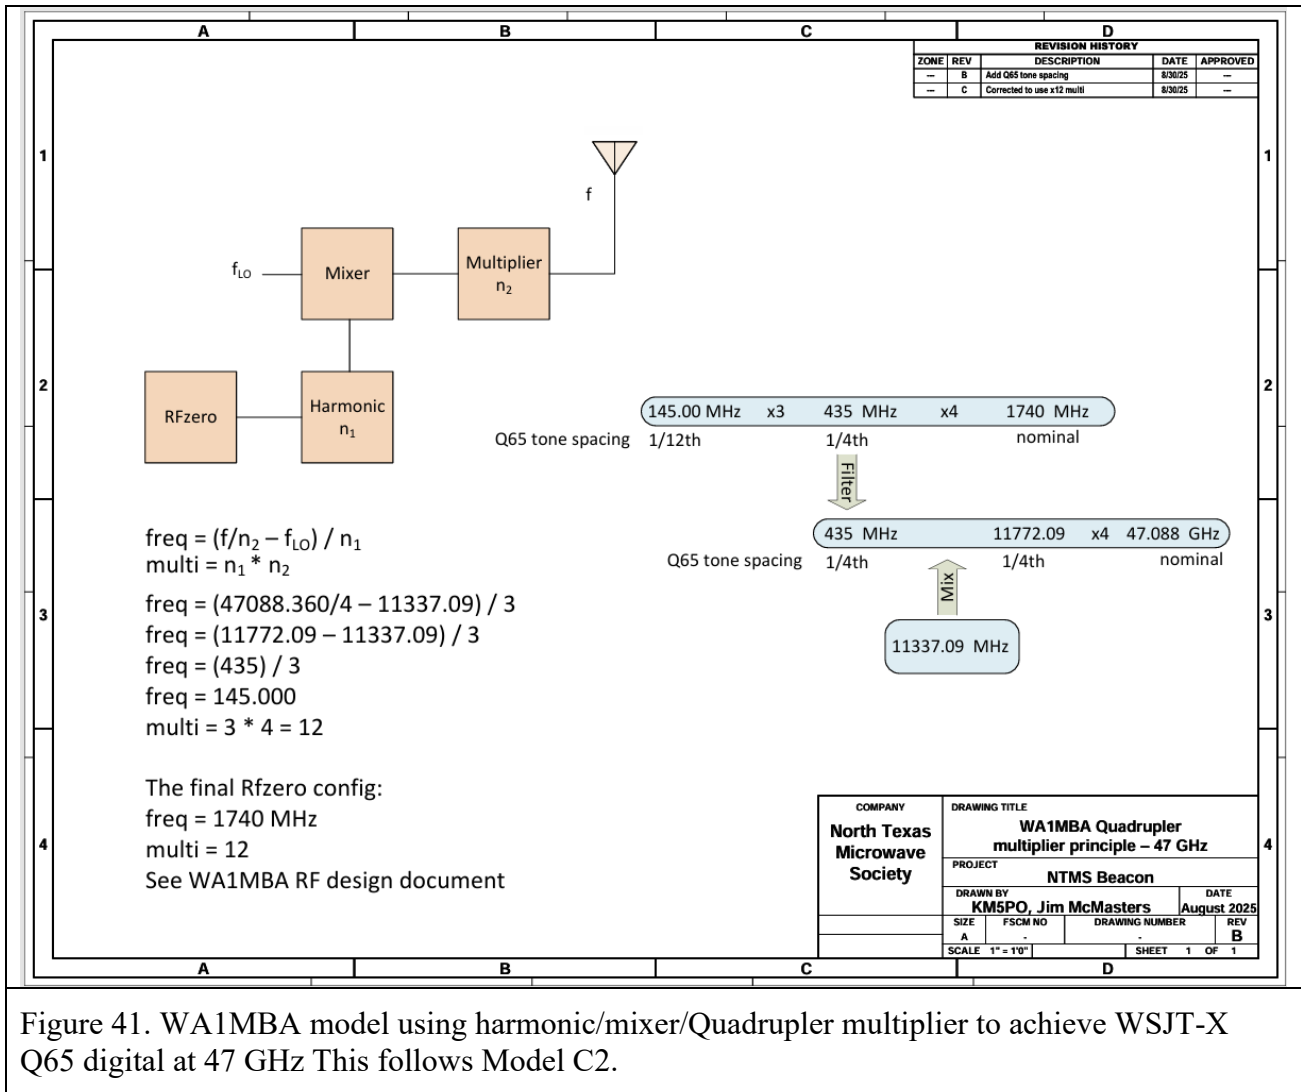 A B C D
REVISION HISTORY
ZONE REV DESCRIPTION DATE APPROVED
--- B Add Q65 tone spacing 8/30/25 ---
--- C Corrected to use x12 multi 8/30/25 ---
1 1
f
fLO
Mixer
Multiplier
n2
2 2
RFzero
Harmonic
n1
145.00 MHz x3 435 MHz x4 1740 MHz
Q65 tone spacing 1/12th 1/4th nominal
Filter
435 MHz 11772.09 x4 47.088 GHz
Q65 tone spacing 1/4th 1/4th nominal
Mix
11337.09 MHz
freq = (f/n2 – fLO) / n1
multi = n1 * n2
3 3
freq = (47088.360/4 – 11337.09) / 3
freq = (11772.09 – 11337.09) / 3
freq = (435) / 3
freq = 145.000
multi = 3 * 4 = 12
The final Rfzero config:
freq = 1740 MHz
multi = 12
See WA1MBA RF design document
4 4
COMPANY
North Texas
Microwave
Society
DRAWING TITLE
WA1MBA Quadrupler
multiplier principle – 47 GHz
PROJECT
NTMS Beacon
DRAWN BY DATE
KM5PO, Jim McMasters August 2025
SIZE FSCM NO DRAWING NUMBER REV
A - - B
SCALE 1" = 1'0" SHEET 1 OF 1
A B C D
Figure 41. WA1MBA model using harmonic/mixer/Quadrupler multiplier to achieve WSJT-X
Q65 digital at 47 GHz This follows Model C2.